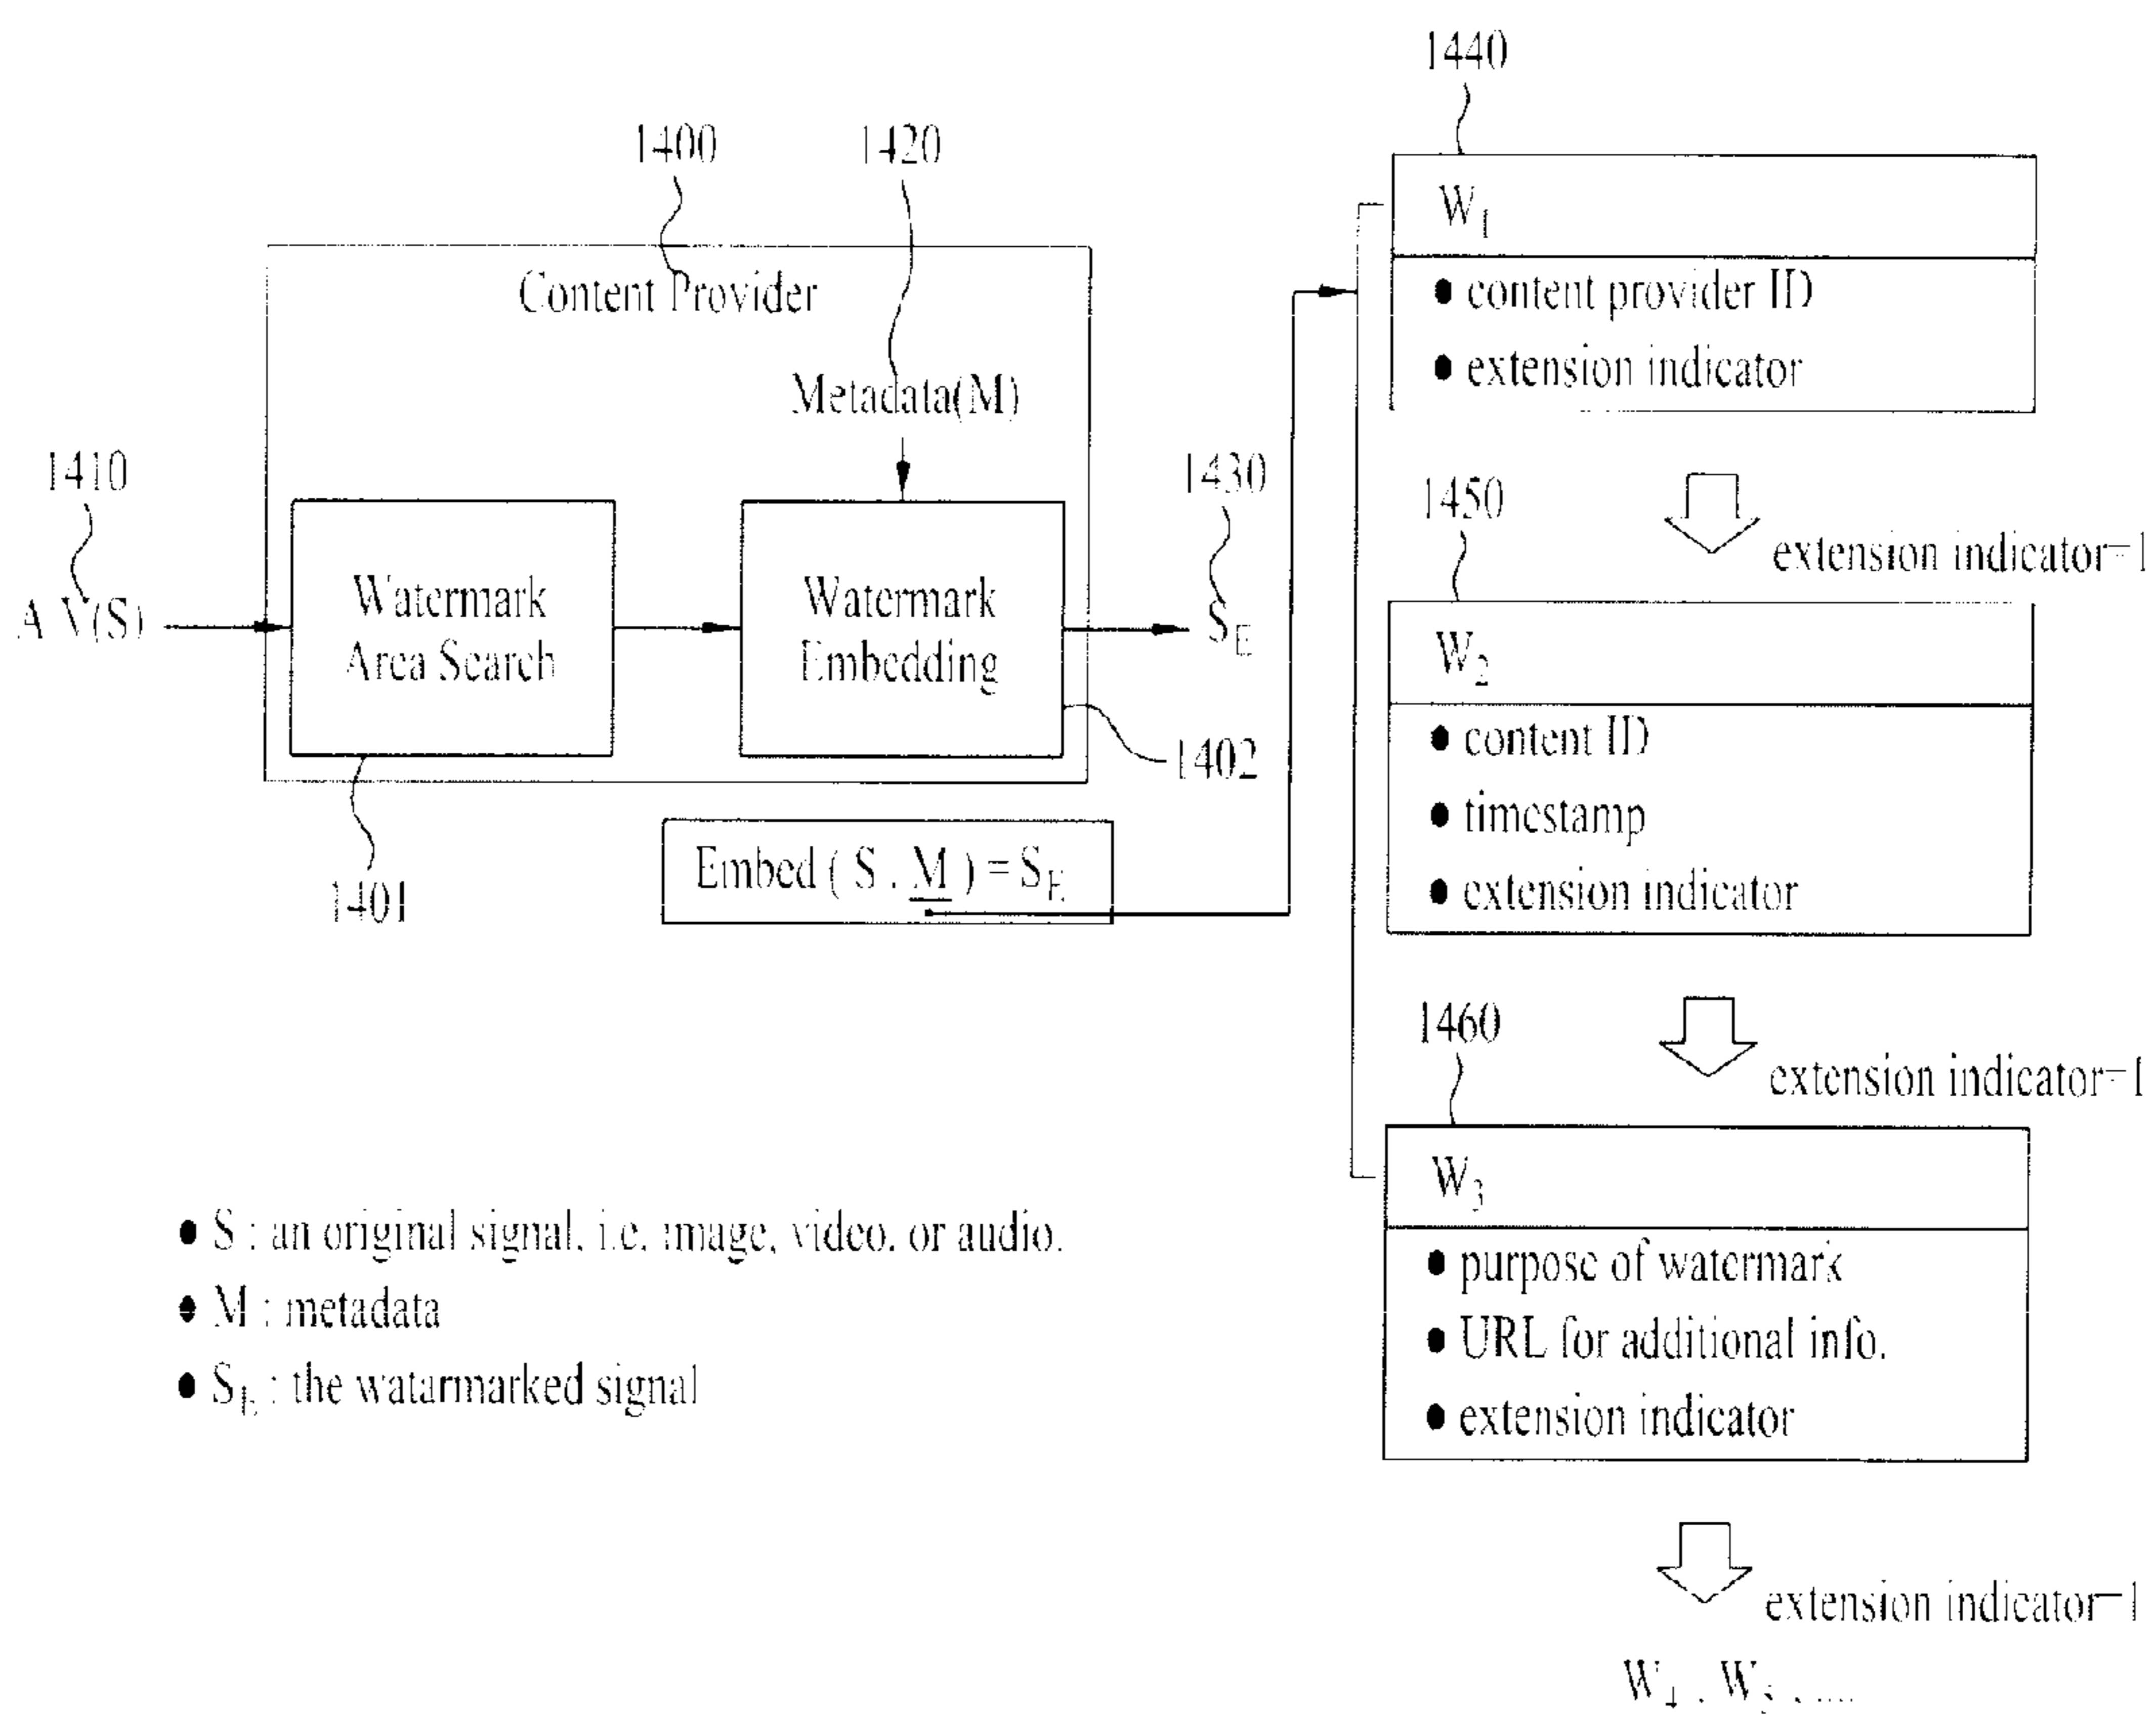 1440
1400
1420
W1
Content Provider
● content provider ID
● extension indicator
Metadata(M)
1410
1430
1450
extension indicator=1
A V(S)
Watermark
Area Search
Watermark
Embedding
SE
W2
● content ID
● timestamp
● extension indicator
1402
Embed ( S , M ) = SE
1401
1460
extension indicator=1
W3
● purpose of watermark
● URL for additional info.
● extension indicator
● S : an original signal, i.e. image, video, or audio.
● M : metadata
● SE : the watarmarked signal
extension indicator=1
W4 , W5 , ....